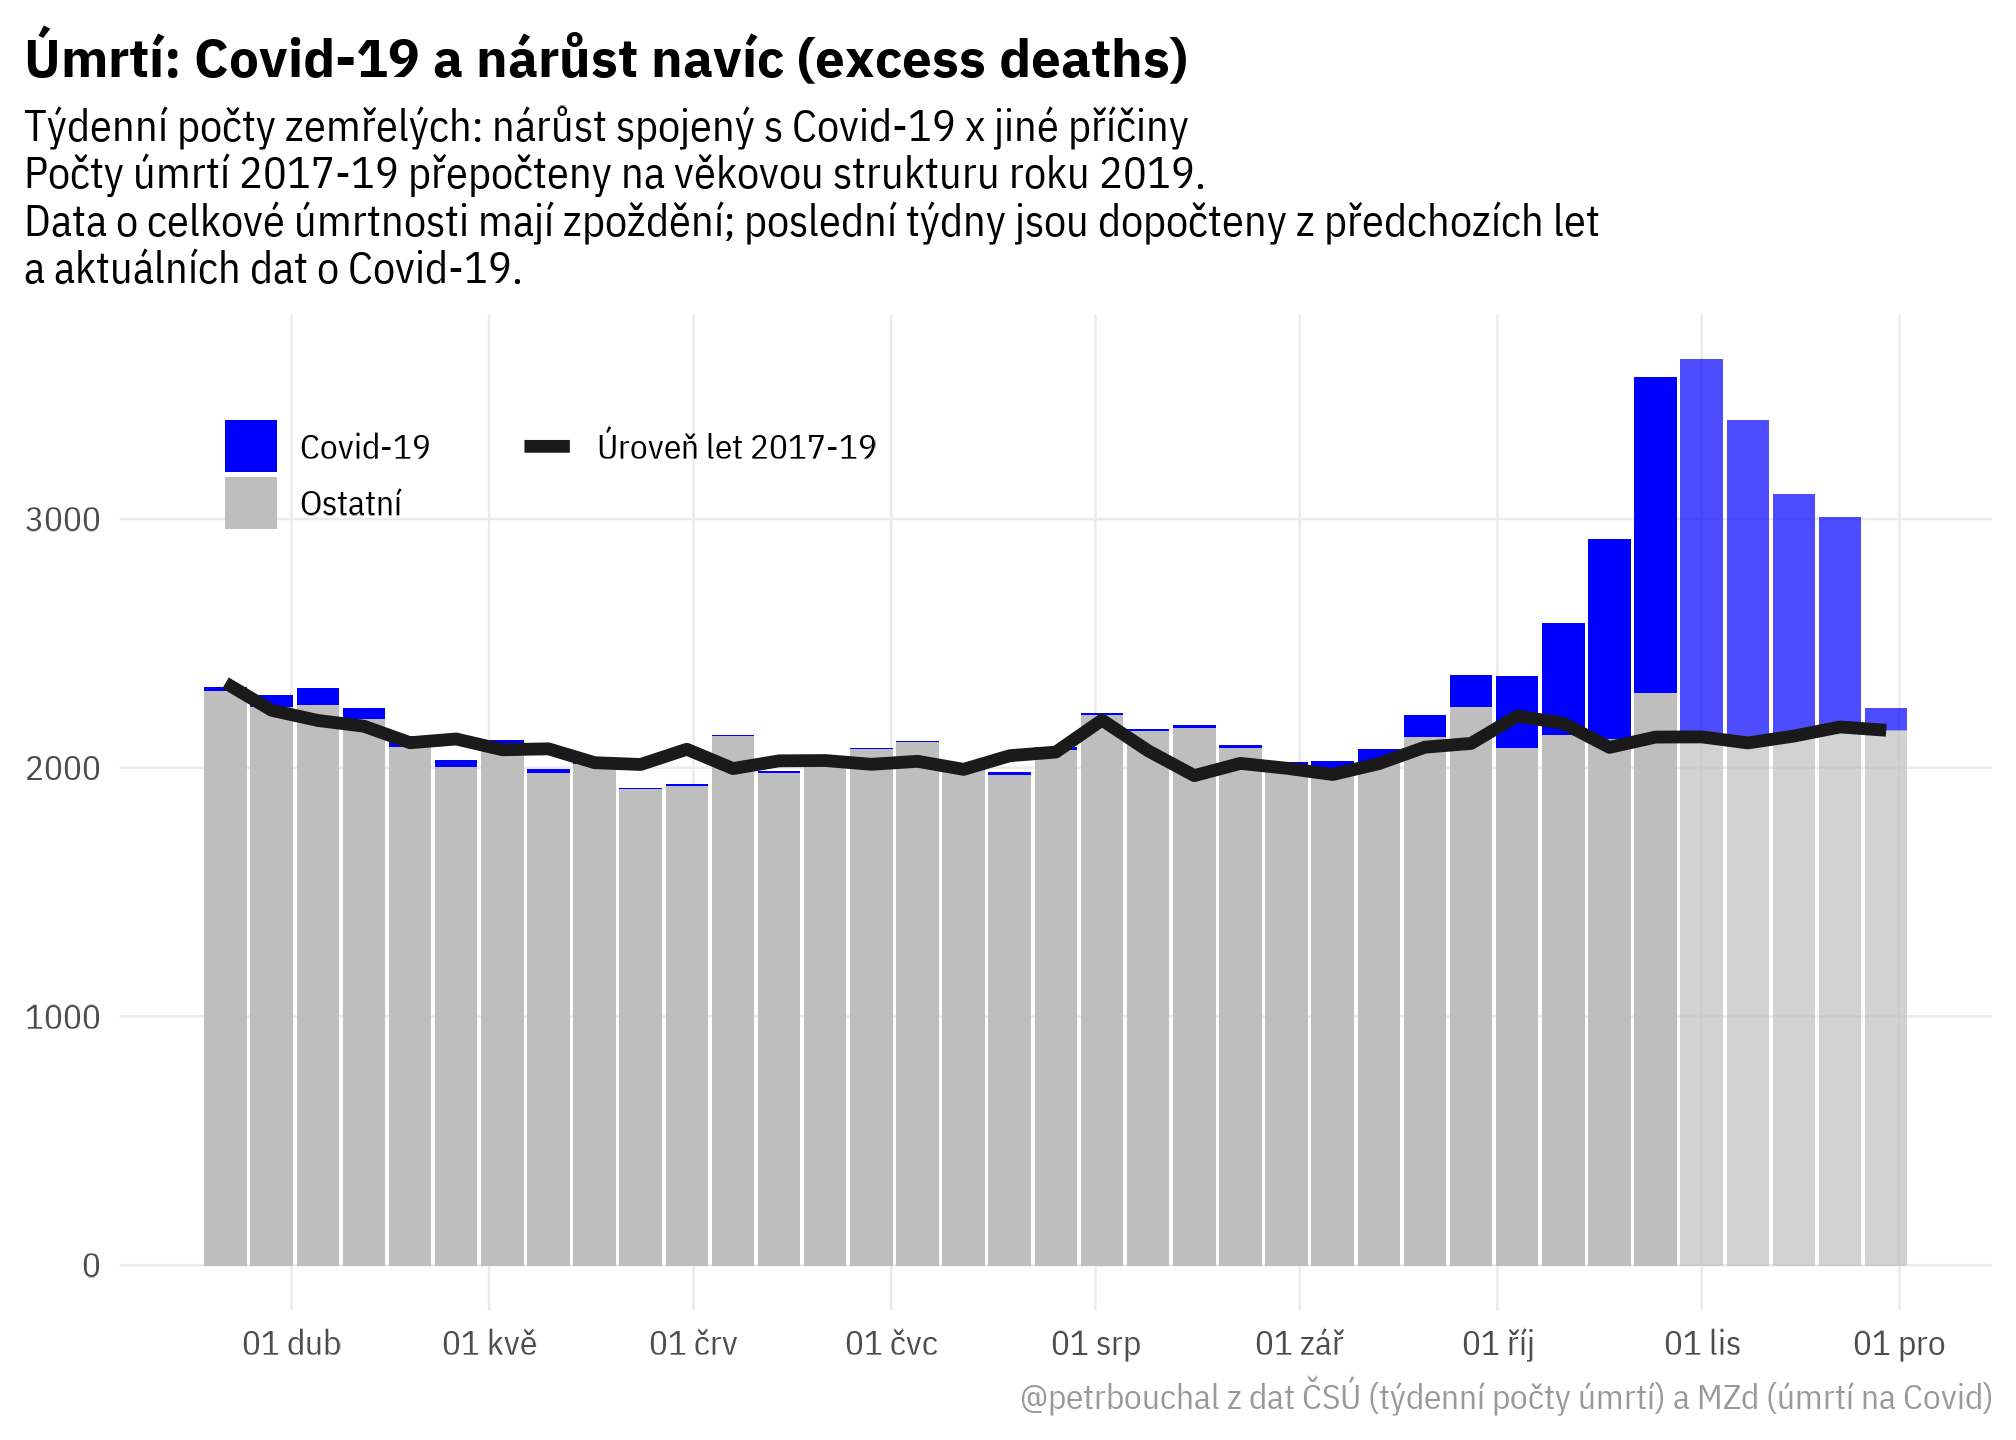 Úmrtí: Covid-19 a nárůst navíc (excess deaths)
Týdenní počty zemřelých: nárůst spojený s Covid-19 x jiné příčiny
Počty úmrtí 2017-19 přepočteny na věkovou strukturu roku 2019.
Data o celkové úmrtnosti mají zpoždění; poslední týdny jsou dopočteny z předchozích let
a aktuálních dat o Covid-19.
Covid-19
Úroveň let 2017-19
Ostatní
3000
2000
1000
0
01 dub 01 kvě 01 črv 01 čvc 01 srp 01 zář 01 říj 01 lis 01 pro
@petrbouchal z dat ČSÚ (týdenní počty úmrtí) a MZd (úmrtí na Covid)